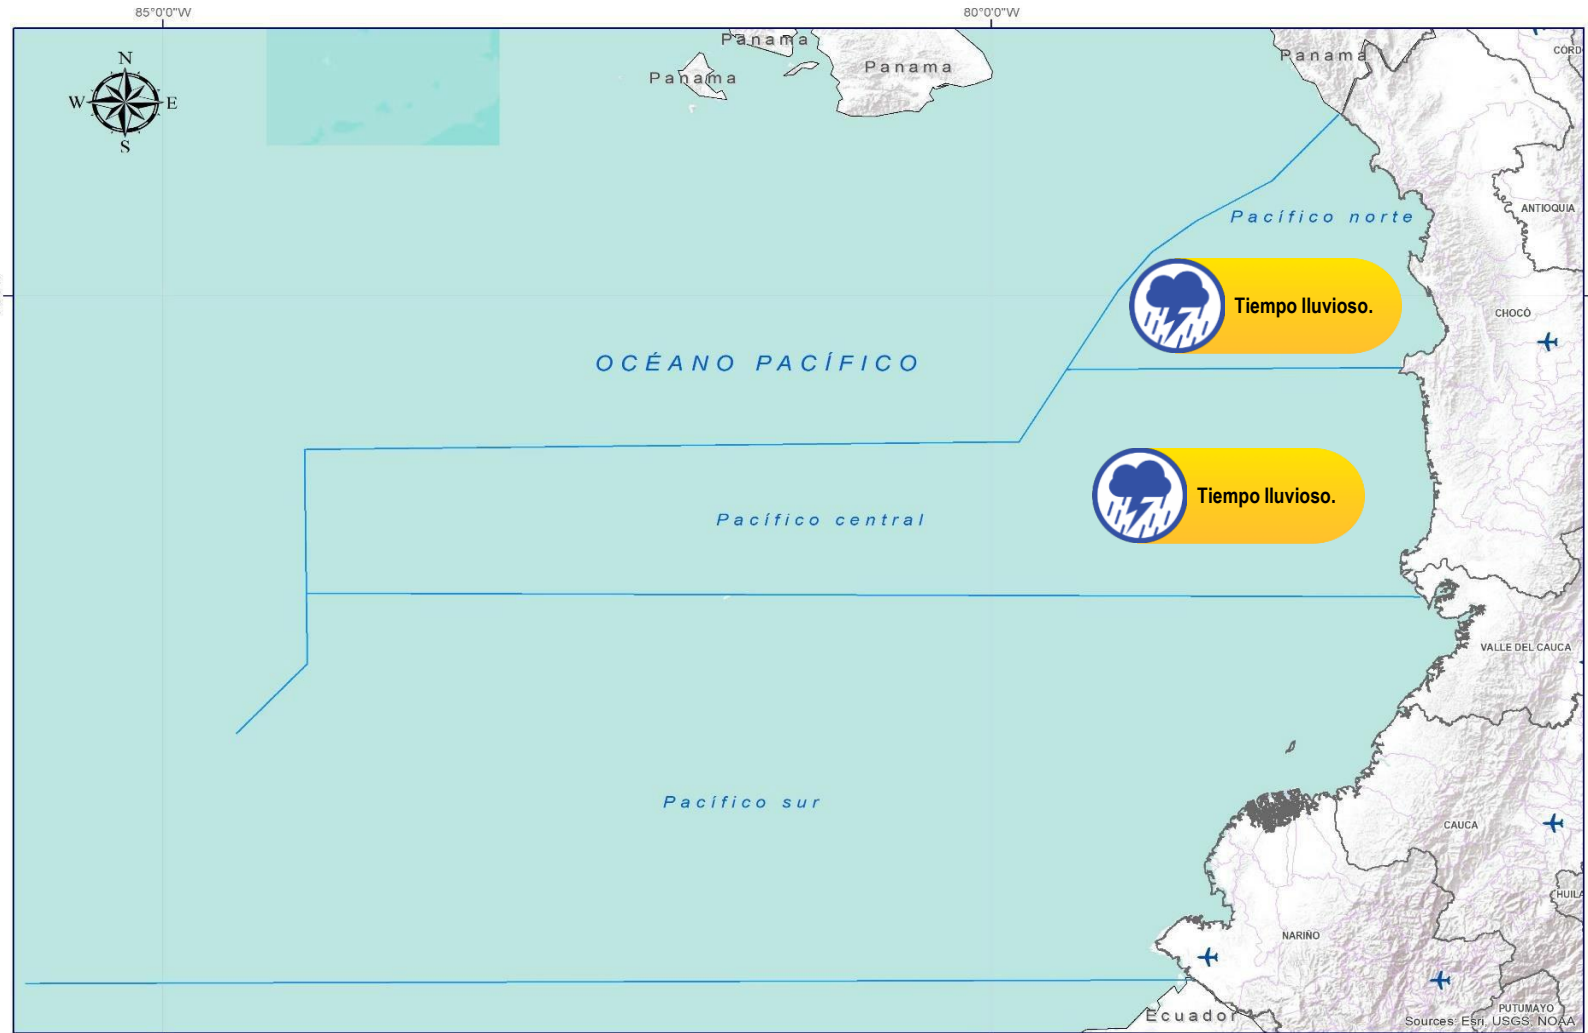 85°0'0"W
80°0'0"W
N
W
E
S
Panama
Panama
Panama
Panama
CÓRD
ANTIOQUIA
Pacífico norte
Tiempo lluvioso.
CHOCÓ
OCÉANO PACÍFICO
Tiempo lluvioso.
Pacífico central
VALLE DEL CAUCA
Pacífico sur
CAUCA
HUILA
NARIÑO
PUTUMAYO
Ecuador
Sources: Esri, USGS, NOAA